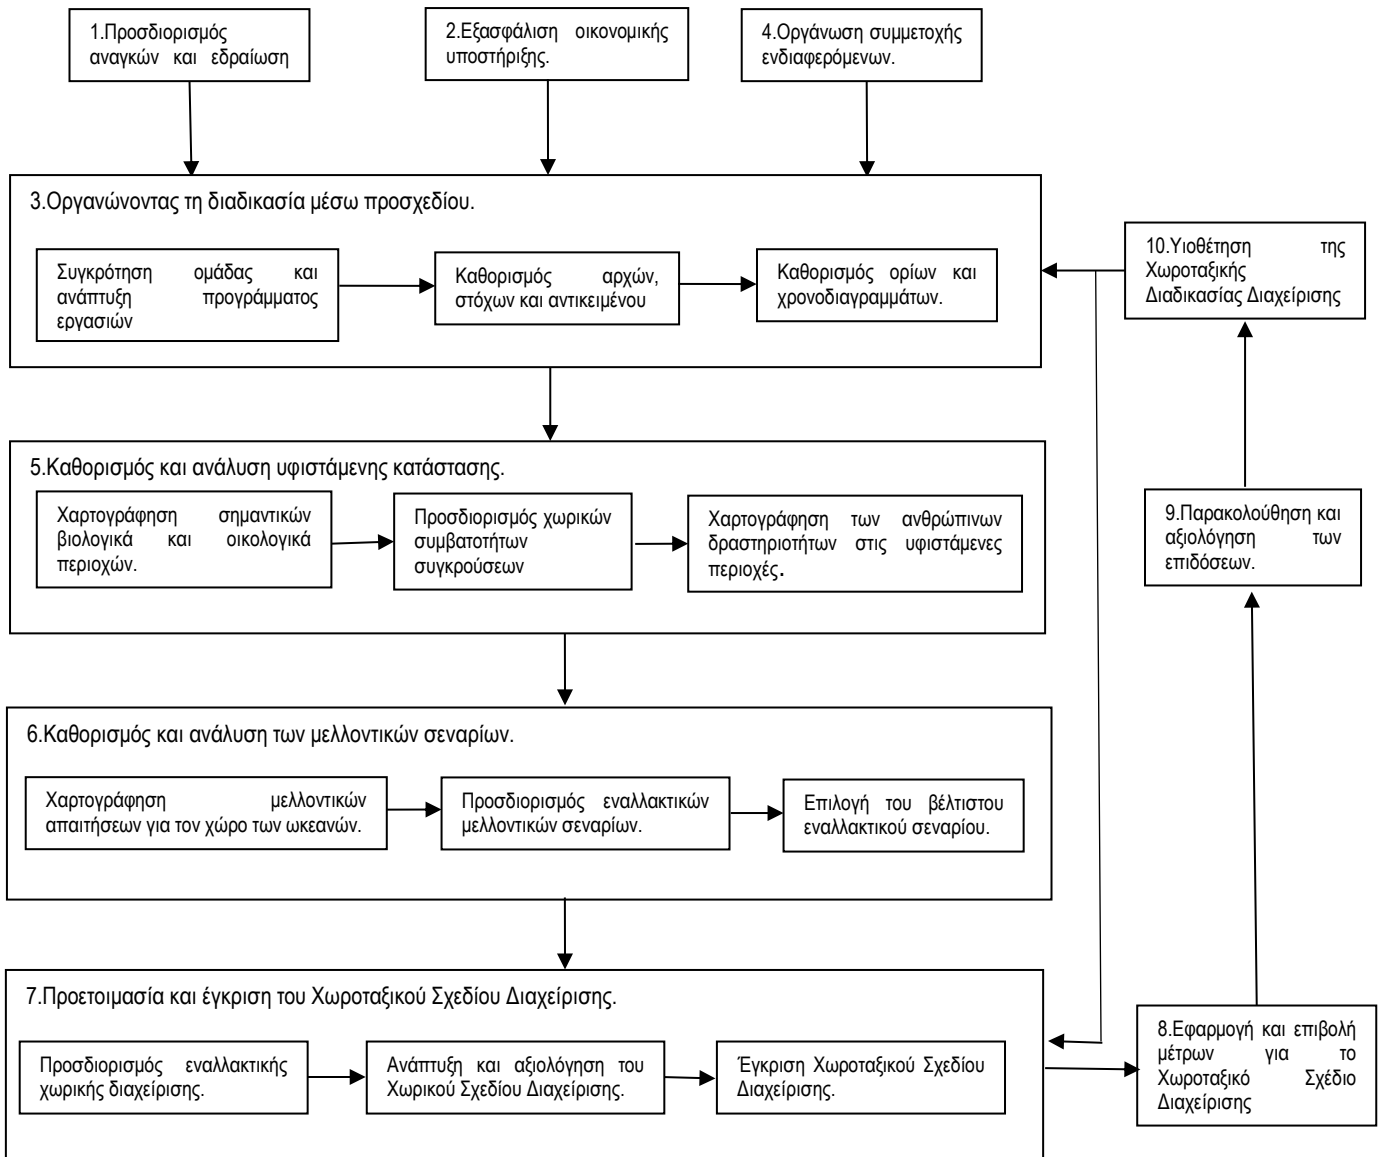 1.Προσδιορισμός
αναγκών και εδραίωση
2.Εξασφάλιση οικονομικής
υποστήριξης.
4.Οργάνωση συμμετοχής
ενδιαφερόμενων.
3.Οργανώνοντας τη διαδικασία μέσω προσχεδίου.
Συγκρότηση ομάδας και
ανάπτυξη προγράμματος
εργασιών
Καθορισμός αρχών,
στόχων και αντικειμένου
Καθορισμός ορίων και
χρονοδιαγραμμάτων.
10.Υιοθέτηση της
Χωροταξικής
Διαδικασίας Διαχείρισης
5.Καθορισμός και ανάλυση υφιστάμενης κατάστασης.
Χαρτογράφηση σημαντικών
βιολογικά και οικολογικά
περιοχών.
Προσδιορισμός χωρικών
συμβατοτήτων
συγκρούσεων
Χαρτογράφηση των ανθρώπινων
δραστηριοτήτων στις υφιστάμενες
περιοχές.
9.Παρακολούθηση και
αξιολόγηση των
επιδόσεων.
6.Καθορισμός και ανάλυση των μελλοντικών σεναρίων.
Χαρτογράφηση μελλοντικών
απαιτήσεων για τον χώρο των ωκεανών.
Προσδιορισμός εναλλακτικών
μελλοντικών σεναρίων.
Επιλογή του βέλτιστου
εναλλακτικού σεναρίου.
7.Προετοιμασία και έγκριση του Χωροταξικού Σχεδίου Διαχείρισης.
Προσδιορισμός εναλλακτικής
χωρικής διαχείρισης.
Ανάπτυξη και αξιολόγηση του
Χωρικού Σχεδίου Διαχείρισης.
Έγκριση Χωροταξικού Σχεδίου
Διαχείρισης.
8.Εφαρμογή και επιβολή
μέτρων για το
Χωροταξικό Σχέδιο
Διαχείρισης